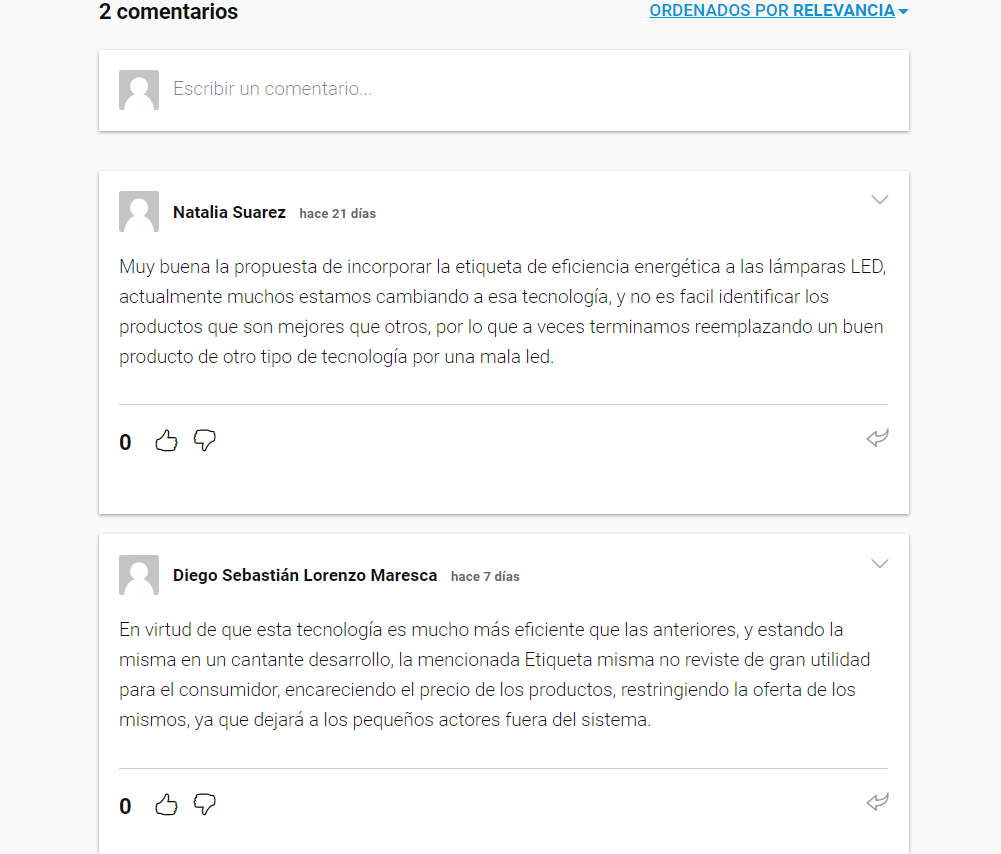 2 comentarios
ORDENADOS POR RELEVANCIA
Escribir un comentario...
Natalia Suarez hace 21 días
Muy buena la propuesta de incorporar la etiqueta de eficiencia energética a las lámparas LED,
actualmente muchos estamos cambiando a esa tecnología, y no es facil identificar los
productos que son mejores que otros, por lo que a veces terminamos reemplazando un buen
producto de otro tipo de tecnología por una mala led.
0
Diego Sebastián Lorenzo Maresca hace 7 días
En virtud de que esta tecnología es mucho más eficiente que las anteriores, y estando la
misma en un cantante desarrollo, la mencionada Etiqueta misma no reviste de gran utilidad
para el consumidor, encareciendo el precio de los productos, restringiendo la oferta de los
mismos, ya que dejará a los pequeños actores fuera del sistema.
0